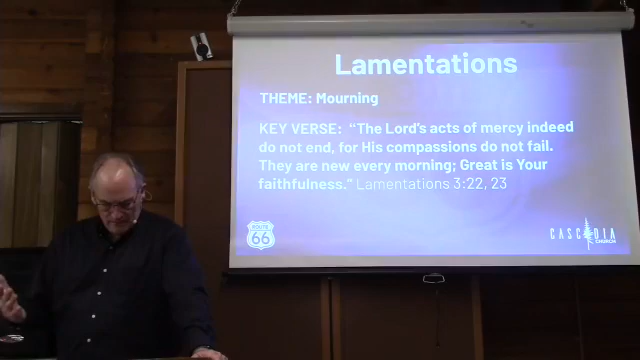 Lamentations
THEME: Mourning
KEY VERSE: "The Lord's acts of mercy indeed
do not end, for His compassions do not fail.
They are new every morning; Great is Your
faithfulness." Lamentations 3:22, 23
ROUTE
66
CASCADIA
CHURCH